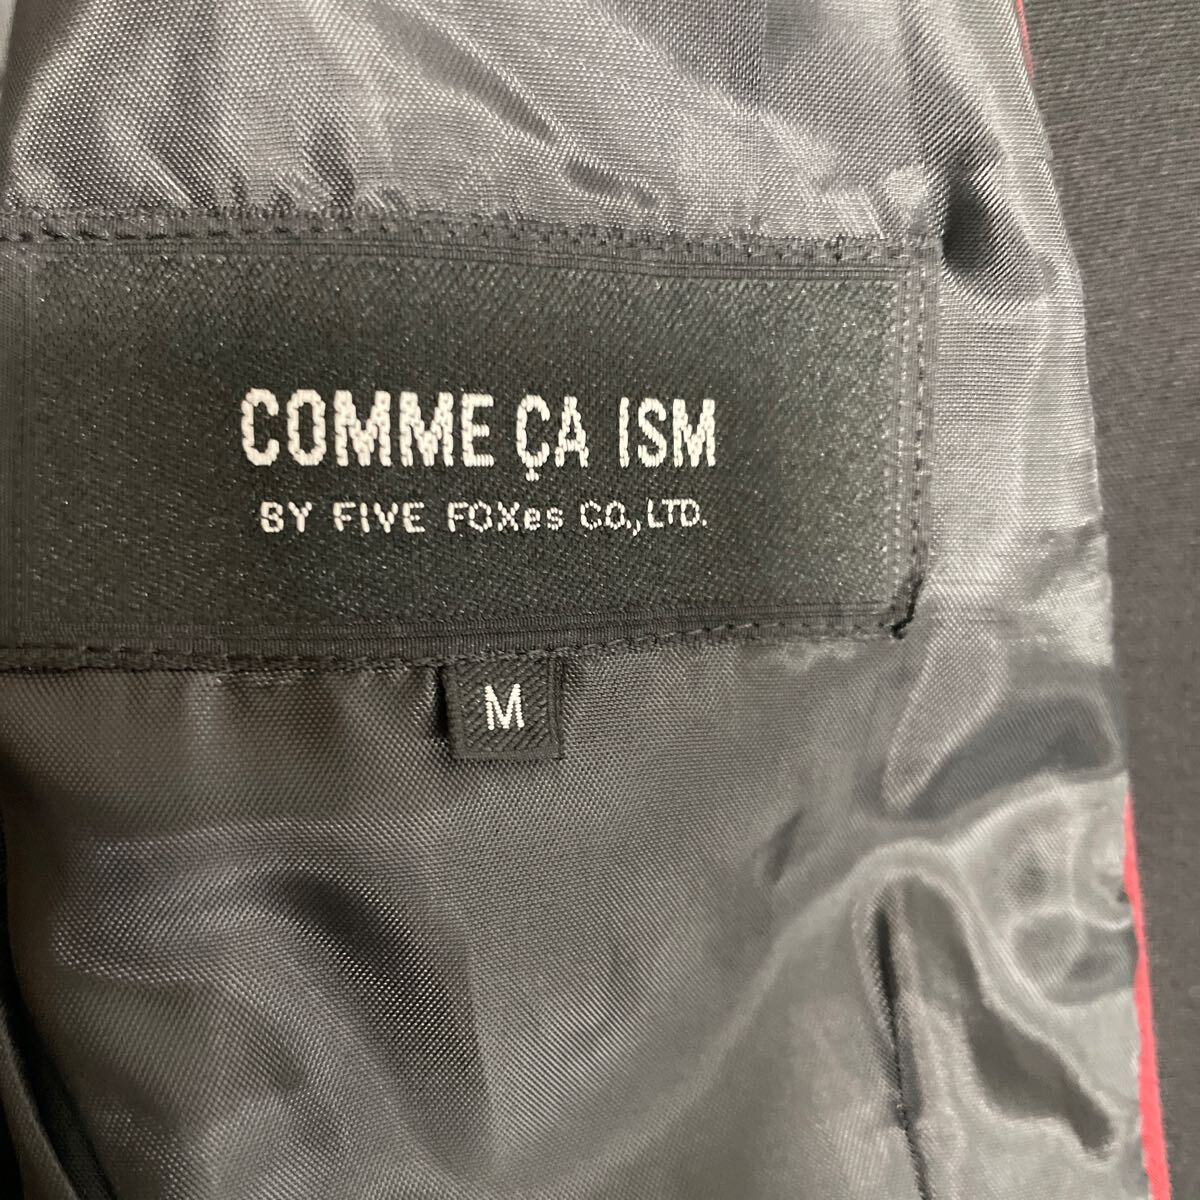 COMME ÇA ISM
BY FIVE FOXes CO.,LTD.
M